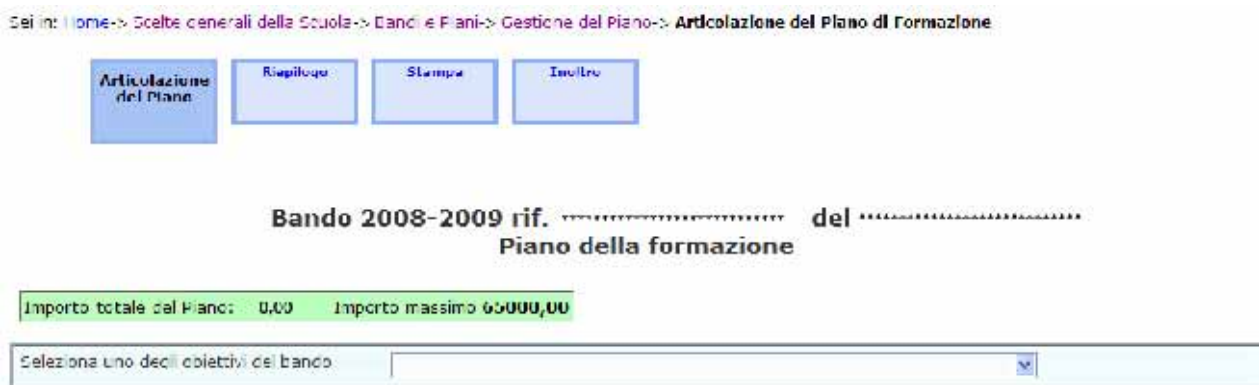 Sei in: Home-> Scelte generali della Scuola-> Bandi e Piani-> Gestione del Piano-> Articolazione del Piano di Formazione
Articolazione del Piano
Riepilogo
Stampa
Inoltro
Bando 2008-2009 rif. ........................... del ...........................
Piano della formazione
Importo totale del Piano: 0,00 Importo massimo 65000,00
Seleziona uno degli obiettivi del bando